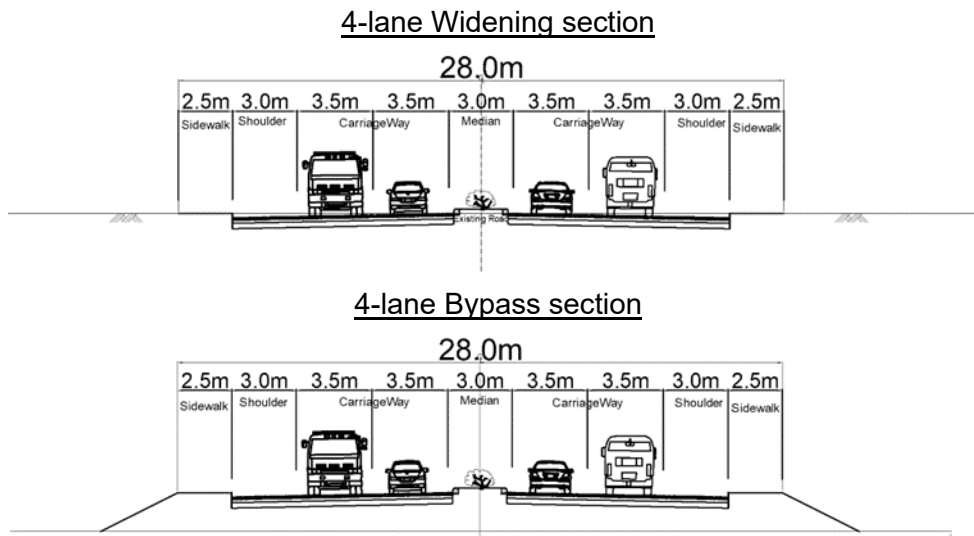 4-lane Widening section
28.0m
2.5m 3.0m 3.5m 3.5m 3.0m 3.5m 3.5m 3.0m 2.5m
Sidewalk Shoulder CarriageWay Median CarriageWay Shoulder Sidewalk
Existing Road
4-lane Bypass section
28.0m
2.5m 3.0m 3.5m 3.5m 3.0m 3.5m 3.5m 3.0m 2.5m
Sidewalk Shoulder CarriageWay Median CarriageWay Shoulder Sidewalk